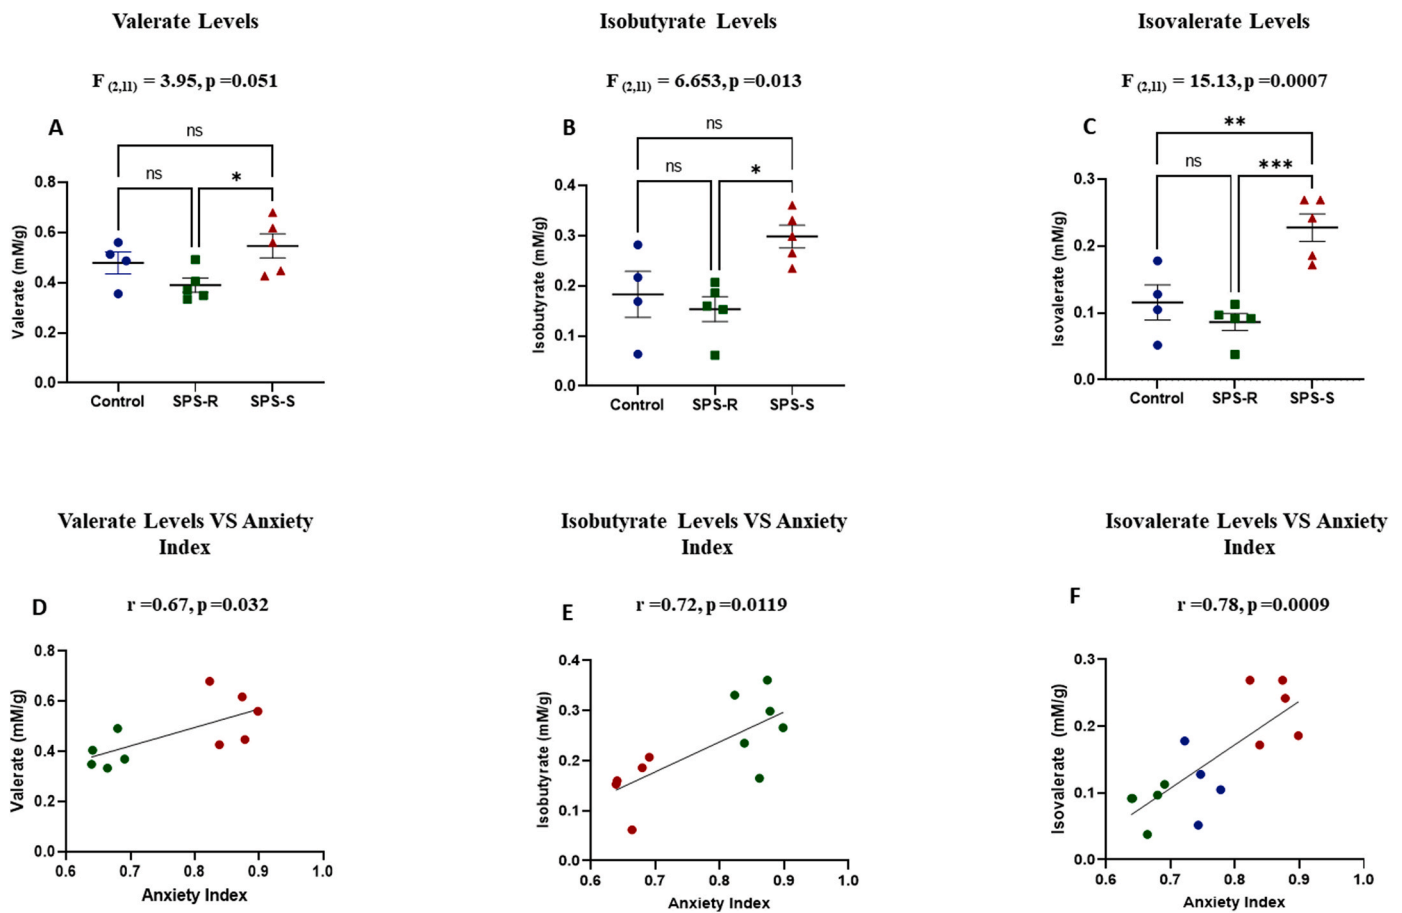 Valerate Levels
F (2,11) = 3.95, p =0.051
A
ns
ns
*
0.8
0.6
0.4
0.2
0.0
Valerate (mM/g)
Control SPS-R SPS-S
Isobutyrate Levels
F (2,11) = 6.653, p =0.013
B
ns
ns
*
0.4
0.3
0.2
0.1
0.0
Isobutyrate (mM/g)
Control SPS-R SPS-S
Isovalerate Levels
F (2,11) = 15.13, p =0.0007
C
**
ns
***
0.3
0.2
0.1
0.0
Isovalerate (mM/g)
Control SPS-R SPS-S
Valerate Levels VS Anxiety
Index
D
r =0.67, p =0.032
0.8
0.6
0.4
0.2
0.0
Valerate (mM/g)
0.6 0.7 0.8 0.9 1.0
Anxiety Index
Isobutyrate Levels VS Anxiety
Index
E
r =0.72, p =0.0119
0.4
0.3
0.2
0.1
0.0
Isobutyrate (mM/g)
0.6 0.7 0.8 0.9 1.0
Anxiety Index
Isovalerate Levels VS Anxiety
Index
F
r =0.78, p =0.0009
0.3
0.2
0.1
0.0
Isovalerate (mM/g)
0.6 0.7 0.8 0.9 1.0
Anxiety Index